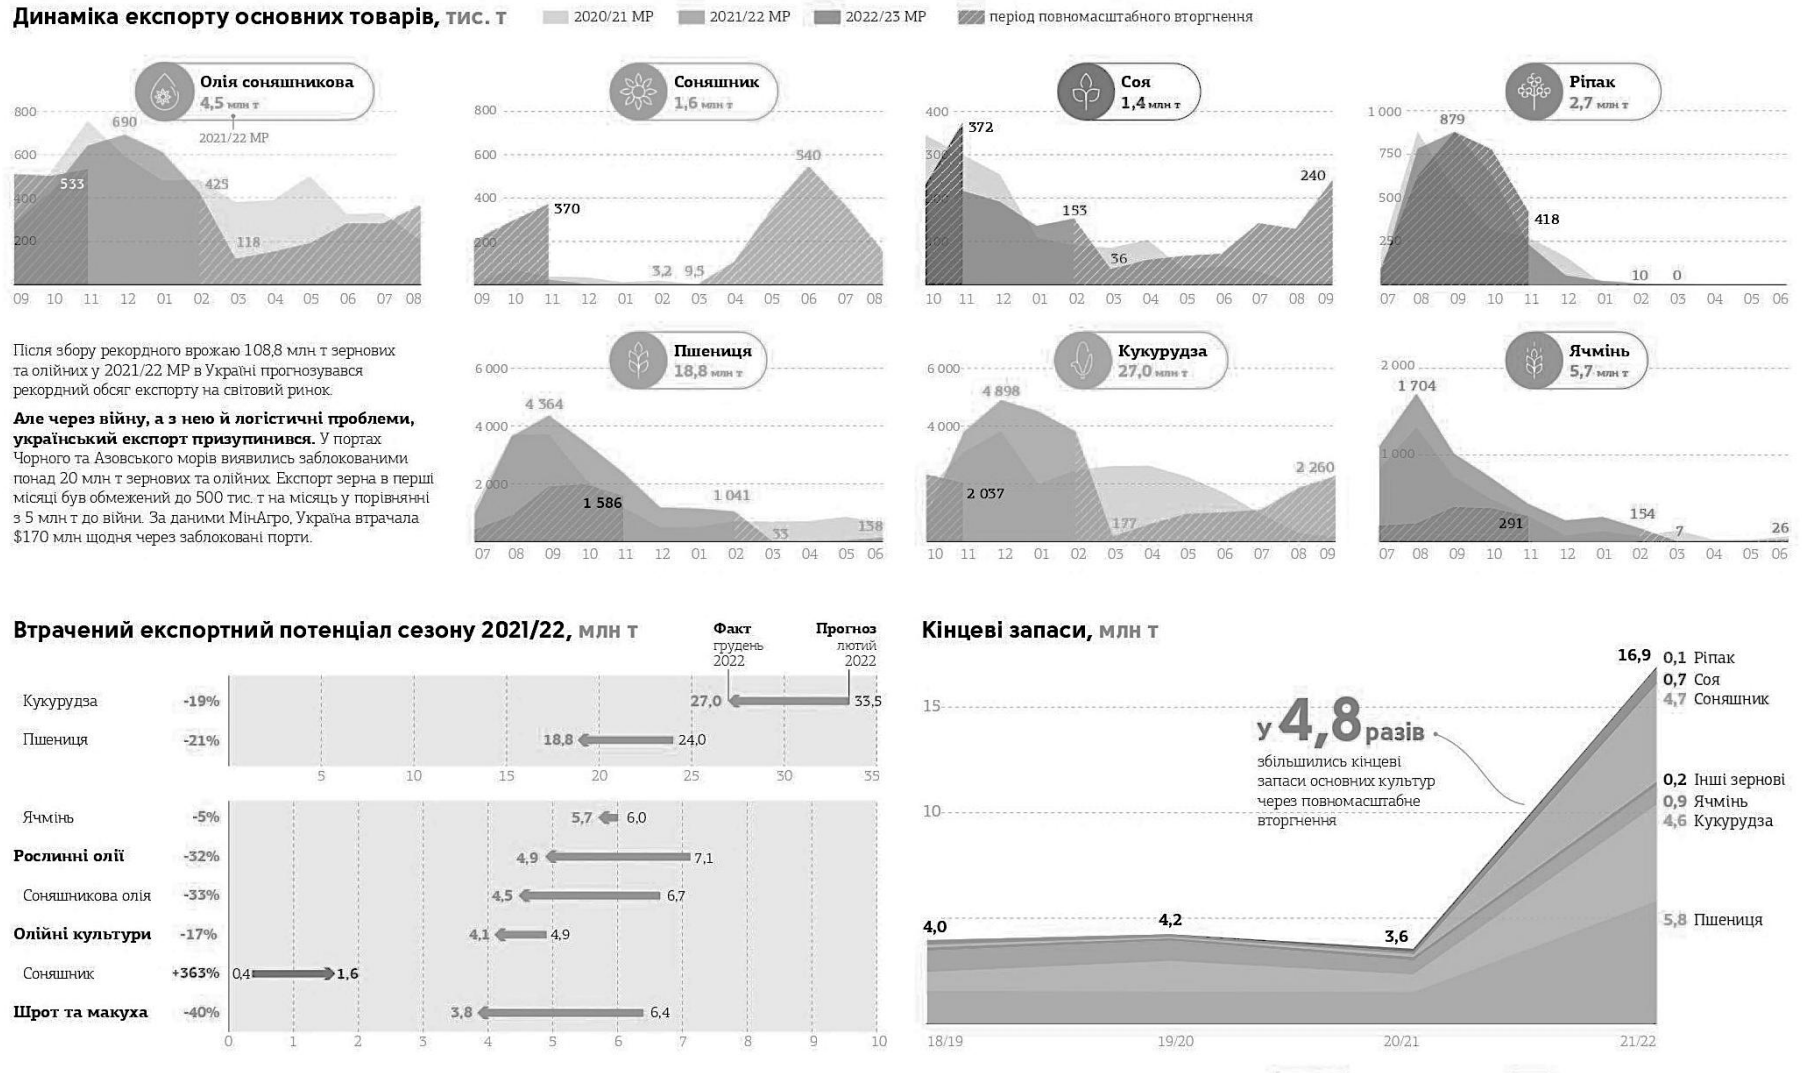 Динаміка експорту основних товарів, тис. т
2020/21 МР
2021/22 МР
2022/23 МР
період повномасштабного вторгнення
Олія соняшникова
4,5 млн т
2021/22 МР
800
600
400
200
690
533
425
118
09 10 11 12 01 02 03 04 05 06 07 08
Соняшник
1,6 млн т
800
600
400
200
370
3,2
9,5
540
09 10 11 12 01 02 03 04 05 06 07 08
Соя
1,4 млн т
400
300
100
372
153
36
240
10 11 12 01 02 03 04 05 06 07 08 09
Ріпак
2,7 млн т
1 000
750
500
250
879
418
10
0
07 08 09 10 11 12 01 02 03 04 05 06
Після збору рекордного врожаю 108,8 млн т зернових
та олійних у 2021/22 МР в Україні прогнозувався
рекордний обсяг експорту на світовий ринок.
Але через війну, а з нею й логістичні проблеми,
український експорт призупинився. У портах
Чорного та Азовського морів виявились заблокованими
понад 20 млн т зернових та олійних. Експорт зерна в перші
місяці був обмежений до 500 тис. т на місяць у порівнянні
з 5 млн т до війни. За даними МінАгро, Україна втрачала
$170 млн щодня через заблоковані порти.
Пшениця
18,8 млн т
6 000
4 000
2 000
4 364
1 586
1 041
33
138
07 08 09 10 11 12 01 02 03 04 05 06
Кукурудза
27,0 млн т
6 000
4 000
4 898
2 037
177
2 260
10 11 12 01 02 03 04 05 06 07 08 09
Ячмінь
5,7 млн т
2 000
1 000
1 704
291
154
7
26
07 08 09 10 11 12 01 02 03 04 05 06
Втрачений експортний потенціал сезону 2021/22, млн т
Факт
грудень
2022
Прогноз
лютий
2022
Кукурудза -19% 27,0 33,5
Пшениця -21% 18,8 24,0
5 10 15 20 25 30 35
Ячмінь -5% 5,7 6,0
Рослинні олії -32% 4,9 7,1
Соняшникова олія -33% 4,5 6,7
Олійні культури -17% 4,1 4,9
Соняшник +363% 0,4 1,6
Шрот та макуха -40% 3,8 6,4
0 1 2 3 4 5 6 7 8 9 10
Кінцеві запаси, млн т
15
10
4,0
4,2
3,6
16,9
у 4,8 разів
збільшились кінцеві
запаси основних культур
через повномасштабне
вторгнення
0,1 Ріпак
0,7 Соя
4,7 Соняшник
0,2 Інші зернові
0,9 Ячмінь
4,6 Кукурудза
5,8 Пшениця
18/19 19/20 20/21 21/22